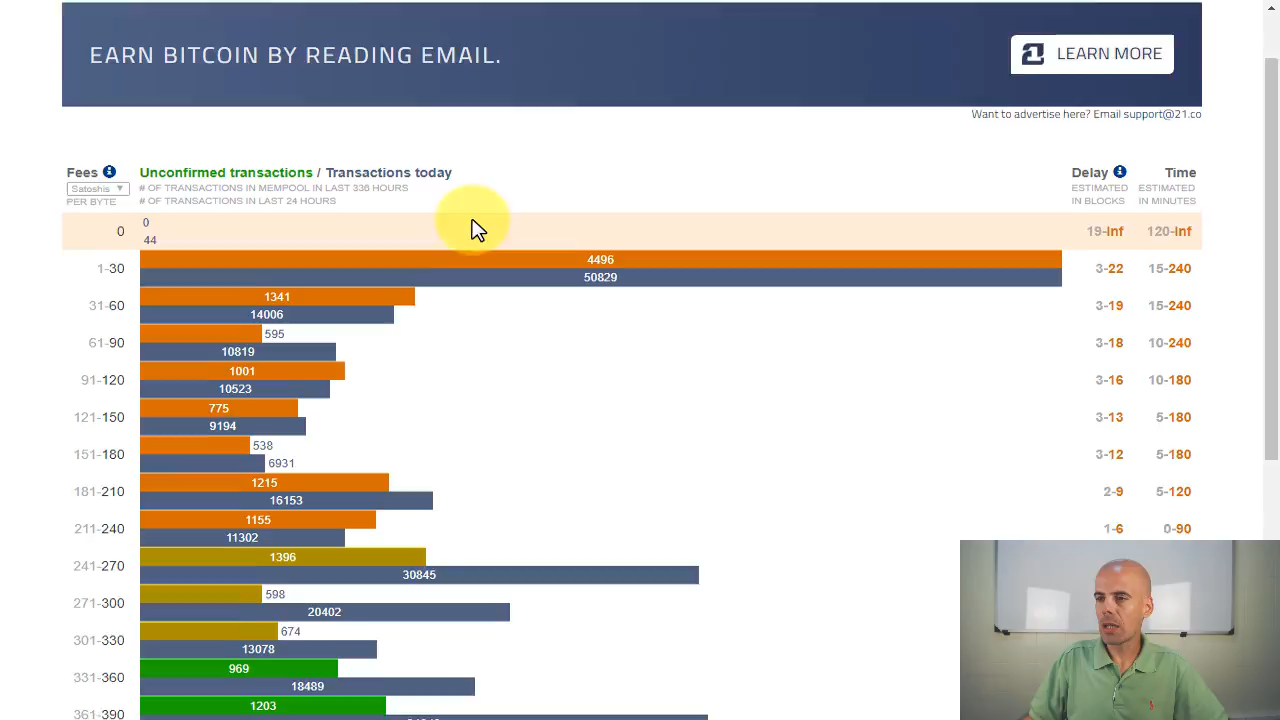 EARN BITCOIN BY READING EMAIL.
21 LEARN MORE
Want to advertise here? Email support@21.co
Fees i Unconfirmed transactions / Transactions today Delay i Time
Satoshis ▼ # OF TRANSACTIONS IN MEMPOOL IN LAST 336 HOURS ESTIMATED ESTIMATED
PER BYTE # OF TRANSACTIONS IN LAST 24 HOURS IN BLOCKS IN MINUTES
0 0 44 19-Inf 120-Inf
1-30 4496 50829 3-22 15-240
31-60 1341 14006 3-19 15-240
61-90 595 10819 3-18 10-240
91-120 1001 10523 3-16 10-180
121-150 775 9194 3-13 5-180
151-180 538 6931 3-12 5-180
181-210 1215 16153 2-9 5-120
211-240 1155 11302 1-6 0-90
241-270 1396 30845
271-300 598 20402
301-330 674 13078
331-360 969 18489
361-390 1203